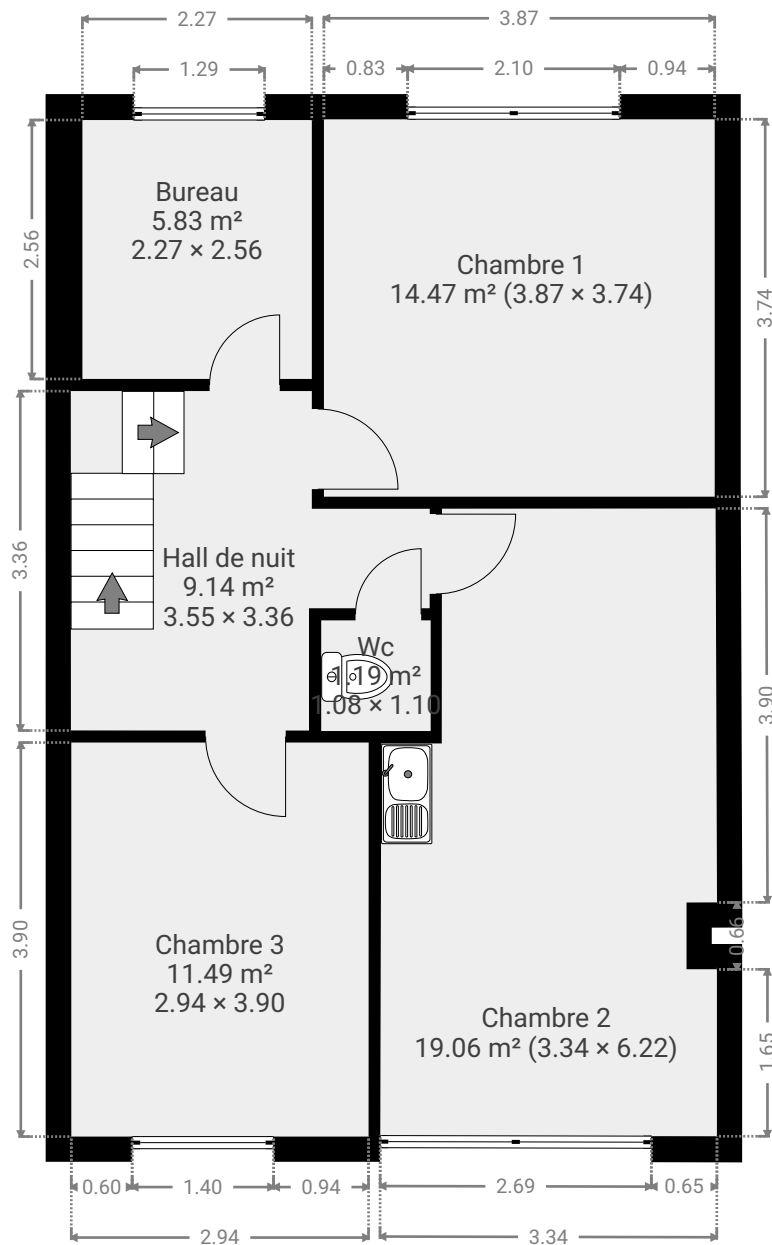 2.27
3.87
1.29
0.83
2.10
0.94
Bureau
5.83 m²
2.27 × 2.56
2.56
Chambre 1
14.47 m² (3.87 × 3.74)
3.74
3.36
Hall de nuit
9.14 m²
3.55 × 3.36
Wc
1.19 m²
1.08 × 1.10
3.90
3.90
Chambre 3
11.49 m²
2.94 × 3.90
0.66
Chambre 2
19.06 m² (3.34 × 6.22)
1.65
0.60
1.40
0.94
2.69
0.65
2.94
3.34